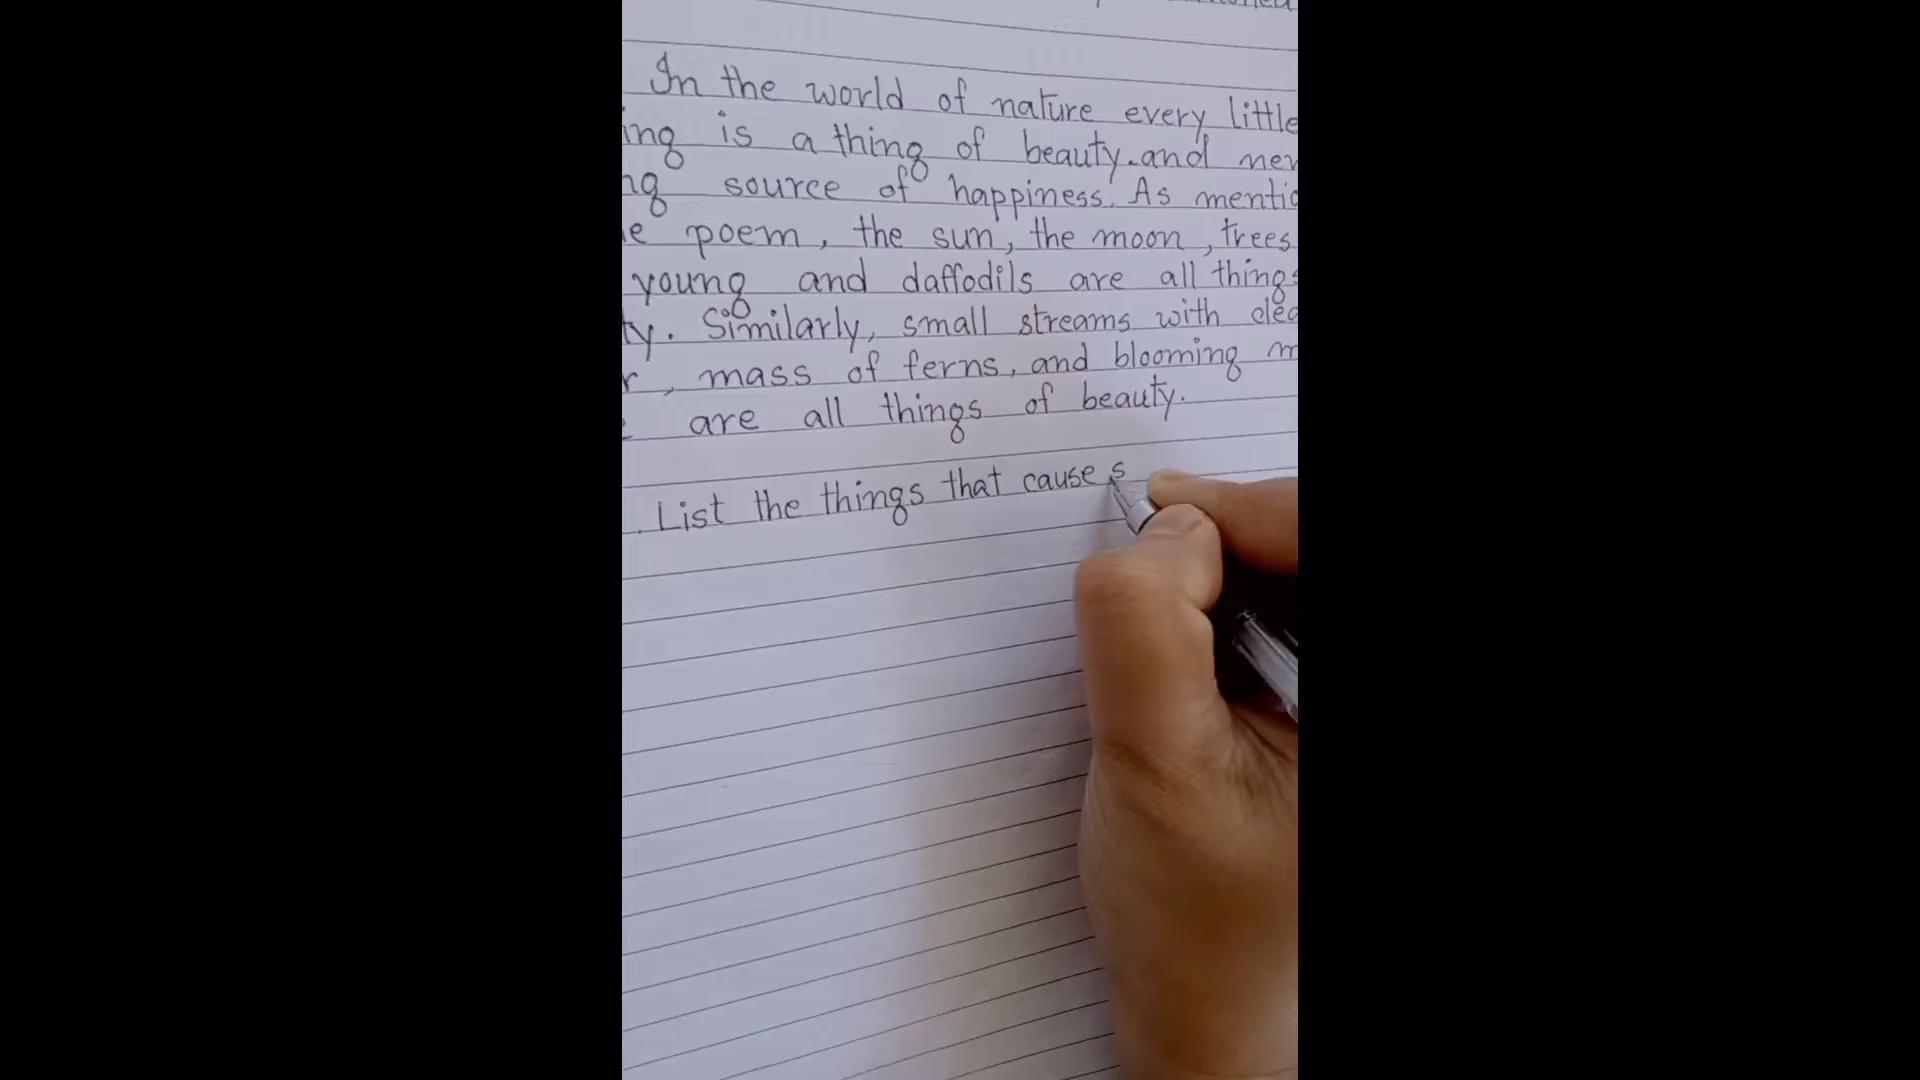 In the world of nature every little
ing is a thing of beauty.and nev
ng source of happiness. As mentio
e poem, the sun, the moon, trees
young and daffodils are all things
ty. Similarly, small streams with clea
r, mass of ferns, and blooming m
are all things of beauty.
. List the things that cause s